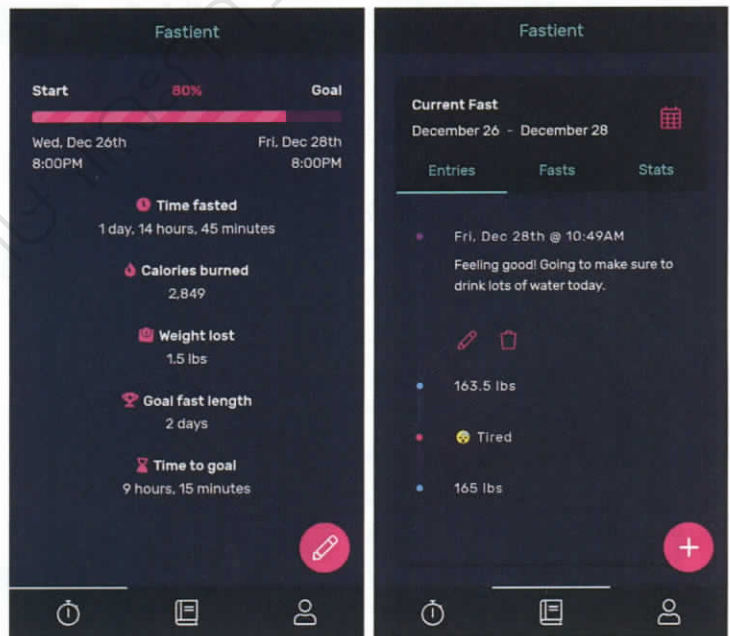 Fastient
Start 80% Goal
Wed, Dec 26th Fri, Dec 28th
8:00PM 8:00PM
Time fasted
1 day, 14 hours, 45 minutes
Calories burned
2,849
Weight lost
1.5 lbs
Goal fast length
2 days
Time to goal
9 hours, 15 minutes
Fastient
Current Fast
December 26 - December 28
Entries Fasts Stats
Fri, Dec 28th @ 10:49AM
Feeling good! Going to make sure to
drink lots of water today.
163.5 lbs
Tired
165 lbs